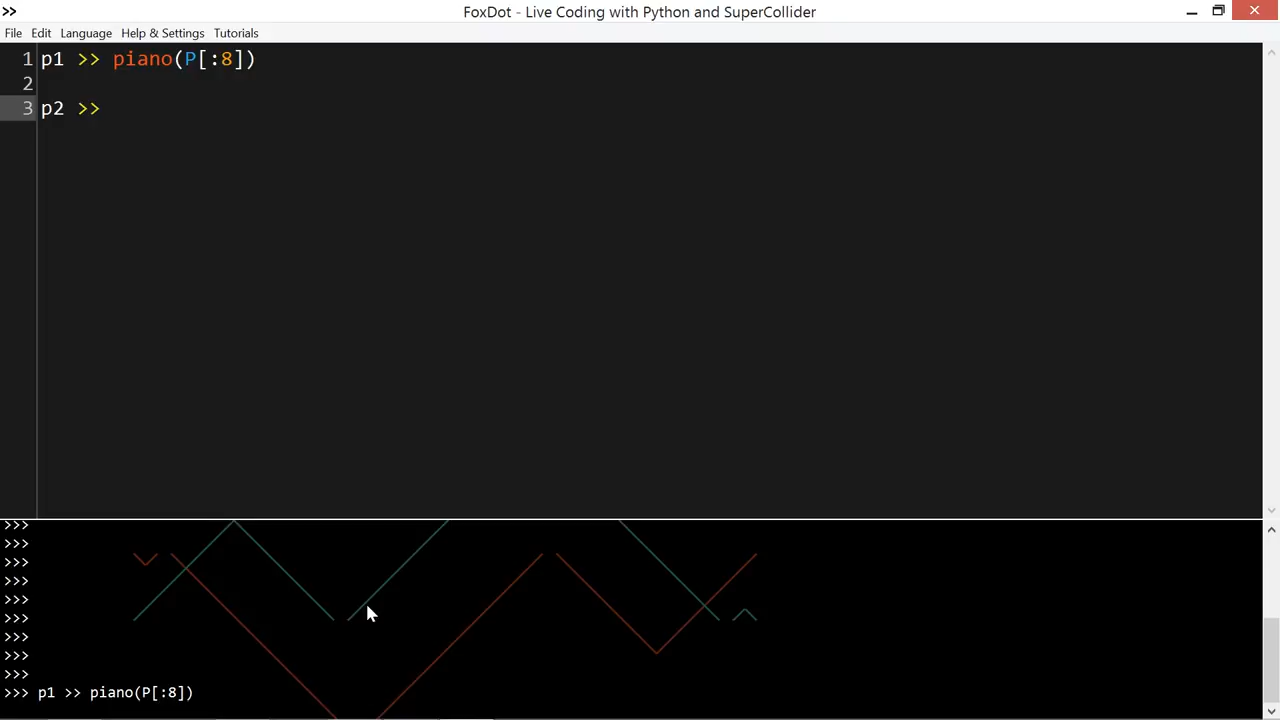 >> FoxDot - Live Coding with Python and SuperCollider
File Edit Language Help & Settings Tutorials
1 p1 >> piano(P[:8])
2
3 p2 >>
>>>
>>>
>>>
>>>
>>>
>>>
>>>
>>>
>>>
>>> p1 >> piano(P[:8])